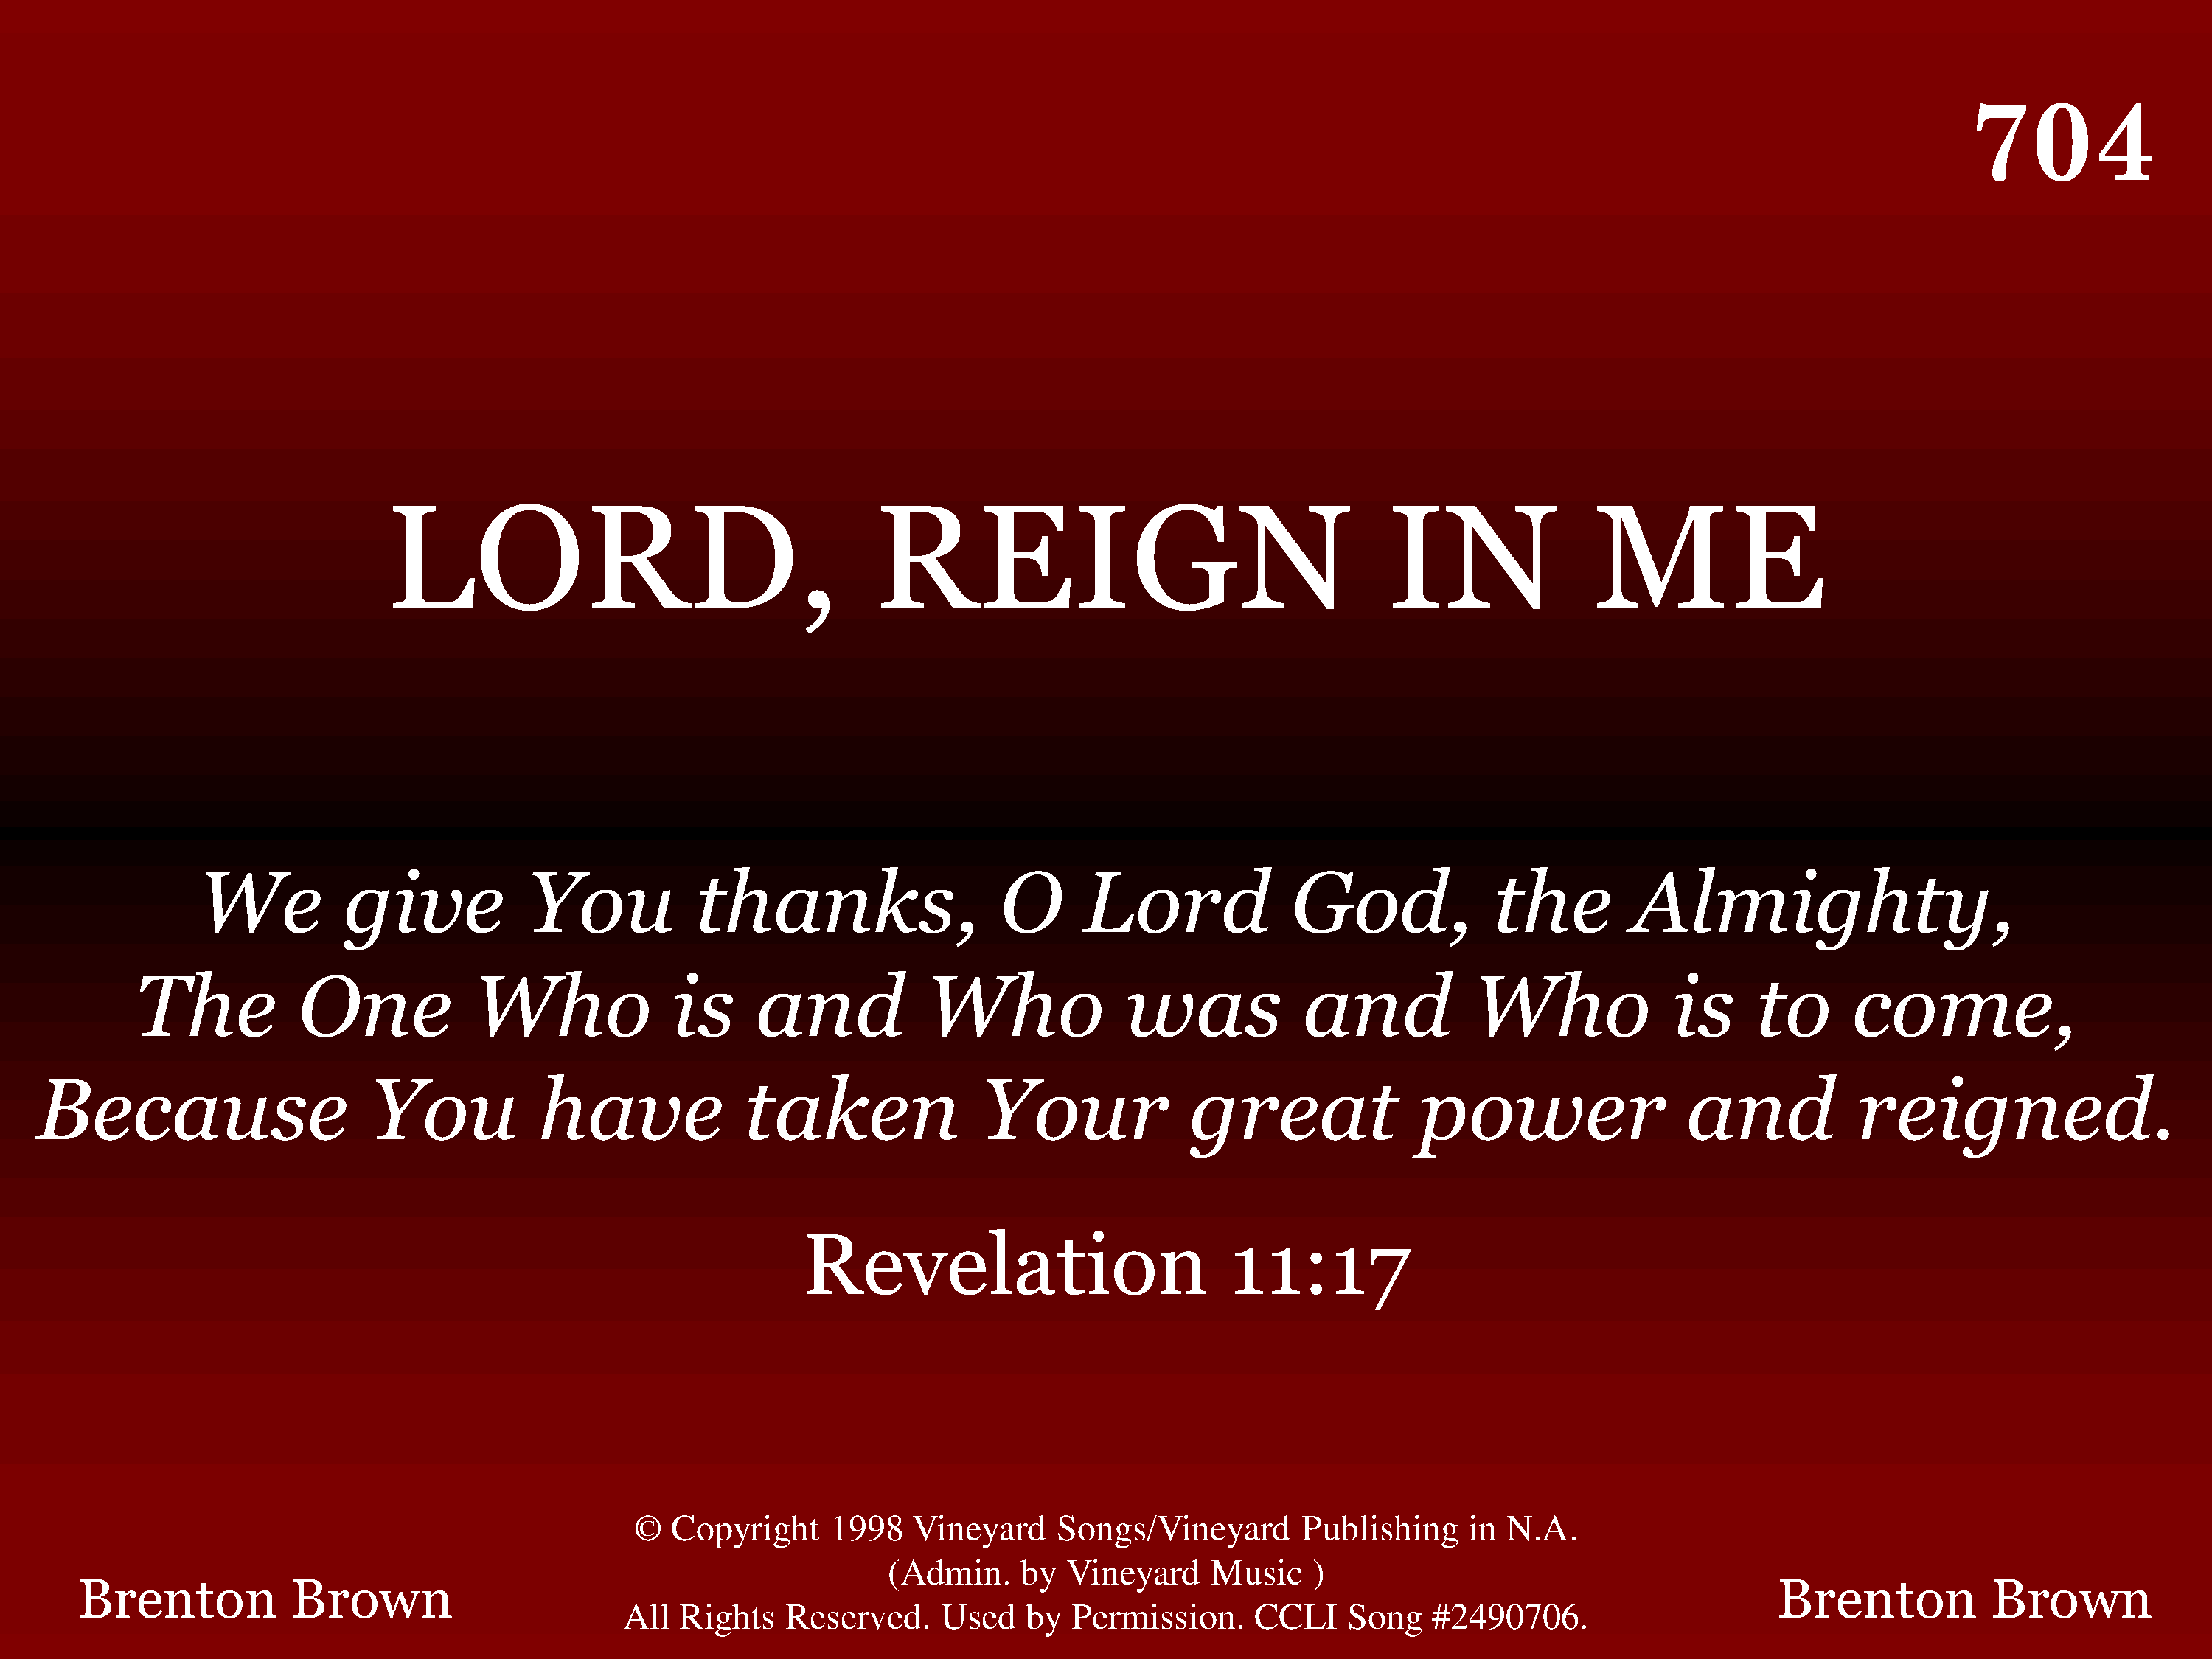 704
LORD, REIGN IN ME
We give You thanks, O Lord God, the Almighty,
The One Who is and Who was and Who is to come,
Because You have taken Your great power and reigned.
Revelation 11:17
© Copyright 1998 Vineyard Songs/Vineyard Publishing in N.A.
(Admin. by Vineyard Music )
All Rights Reserved. Used by Permission. CCLI Song #2490706.
Brenton Brown
Brenton Brown